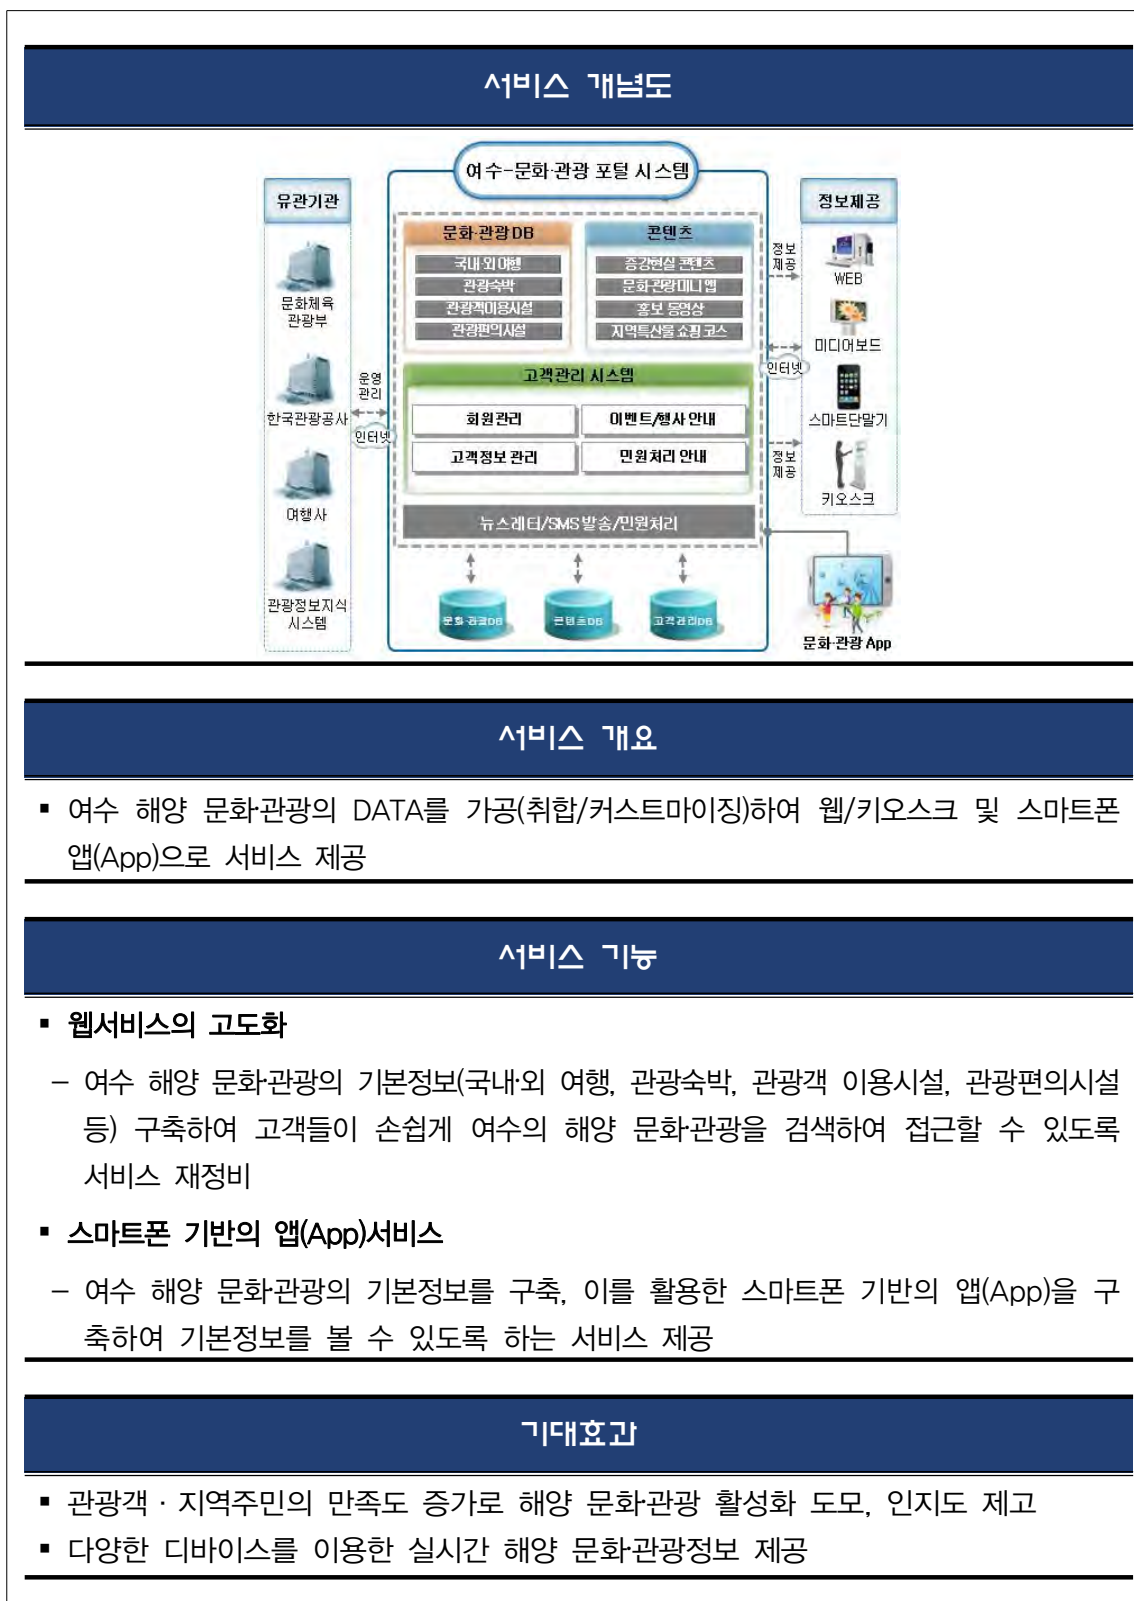 서비스 개념도
여수-문화·관광 포털 시스템
유관기관
문화체육
관광부
한국관광공사
여행사
관광정보지식
시스템
운영
관리
인터넷
문화·관광 DB
국내·외 여행
관광숙박
관광객이용시설
관광편의시설
콘텐츠
증강현실 콘텐츠
문화·관광 미니 앱
홍보 동영상
지역특산물 쇼핑 코스
고객관리 시스템
회원관리
이벤트/행사 안내
고객정보 관리
민원처리 안내
뉴스레터/SMS 발송/민원처리
문화·관광DB
콘텐츠DB
고객관리DB
정보
제공
인터넷
정보
제공
정보제공
WEB
미디어보드
스마트단말기
키오스크
문화·관광 App
서비스 개요
▪ 여수 해양 문화·관광의 DATA를 가공(취합/커스트마이징)하여 웹/키오스크 및 스마트폰
앱(App)으로 서비스 제공
서비스 기능
▪ 웹서비스의 고도화
– 여수 해양 문화·관광의 기본정보(국내·외 여행, 관광숙박, 관광객 이용시설, 관광편의시설
등) 구축하여 고객들이 손쉽게 여수의 해양 문화·관광을 검색하여 접근할 수 있도록
서비스 재정비
▪ 스마트폰 기반의 앱(App)서비스
– 여수 해양 문화·관광의 기본정보를 구축, 이를 활용한 스마트폰 기반의 앱(App)을 구
축하여 기본정보를 볼 수 있도록 하는 서비스 제공
기대효과
▪ 관광객 · 지역주민의 만족도 증가로 해양 문화·관광 활성화 도모, 인지도 제고
▪ 다양한 디바이스를 이용한 실시간 해양 문화·관광정보 제공